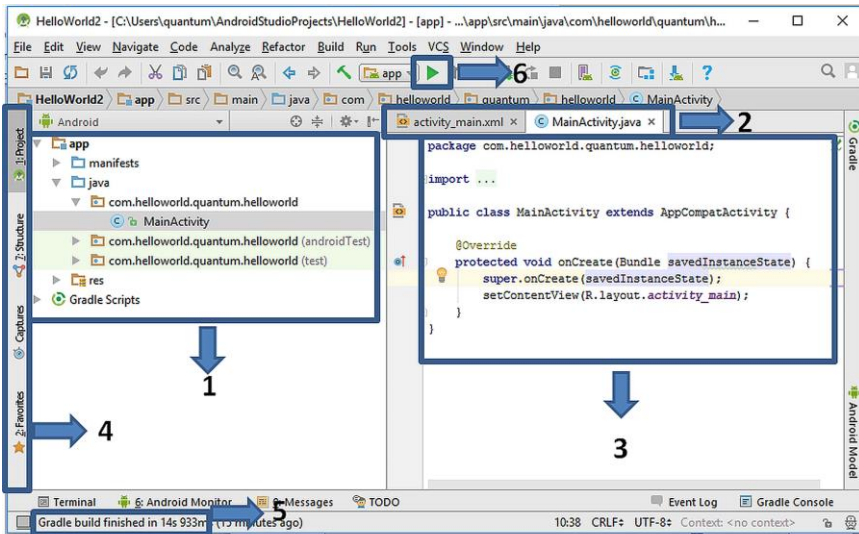 HelloWorld2 - [C:\Users\quantum\AndroidStudioProjects\HelloWorld2] - [app] - ...\app\src\main\java\com\helloworld\quantum\h...
File Edit View Navigate Code Analyze Refactor Build Run Tools VCS Window Help
app 6 ?
HelloWorld2 app src main java com helloworld quantum helloworld MainActivity
Android activity_main.xml × MainActivity.java × 2
1: Project
7: Structure
Captures
2: Favorites
app
manifests
java
com.helloworld.quantum.helloworld
MainActivity
com.helloworld.quantum.helloworld (androidTest)
com.helloworld.quantum.helloworld (test)
res
Gradle Scripts
1
4
package com.helloworld.quantum.helloworld;
import ...
public class MainActivity extends AppCompatActivity {
@Override
protected void onCreate(Bundle savedInstanceState) {
super.onCreate(savedInstanceState);
setContentView(R.layout.activity_main);
}
}
3
Gradle
Android Model
Terminal 6: Android Monitor Messages TODO Event Log Gradle Console
5
Gradle build finished in 14s 933m minutes ago) 10:38 CRLF÷ UTF-8÷ Context: <no context>